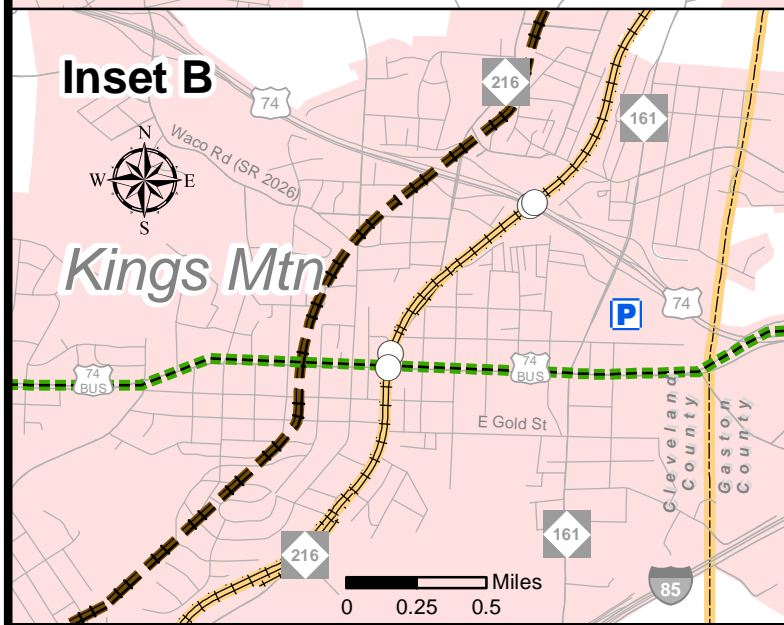 Inset B
216
74
161
Waco Rd (SR 2026)
N
W E
S
Kings Mtn
74
P
74
BUS
74
BUS
E Gold St
Cleveland
County
Gaston
County
161
216
Miles
0 0.25 0.5
85